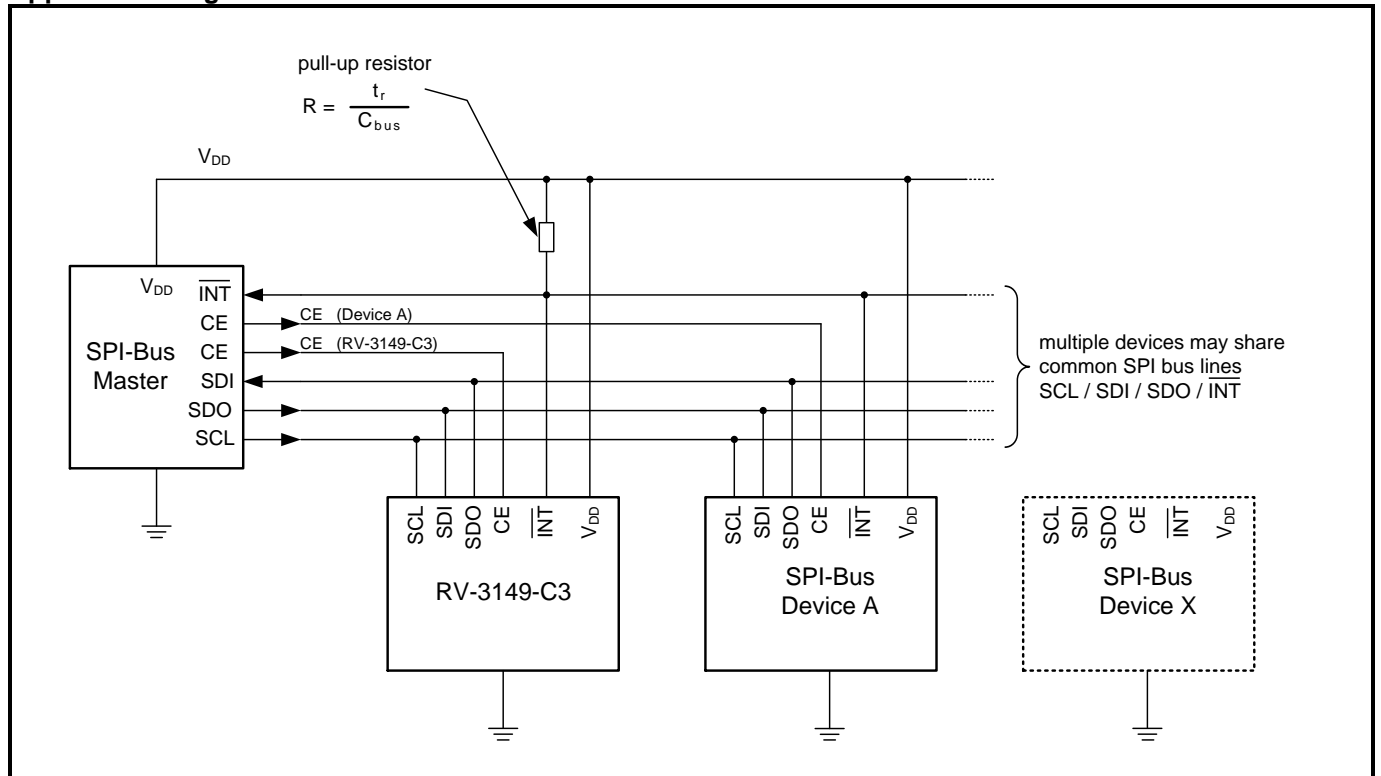 pull-up resistor
R = t_r / C_bus
V_DD
V_DD
INT
CE
CE
SDI
SDO
SCL
SPI-Bus
Master
CE (Device A)
CE (RV-3149-C3)
multiple devices may share
common SPI bus lines
SCL / SDI / SDO / INT
SCL
SDI
SDO
CE
INT
V_DD
RV-3149-C3
SCL
SDI
SDO
CE
INT
V_DD
SPI-Bus
Device A
SCL
SDI
SDO
CE
INT
V_DD
SPI-Bus
Device X